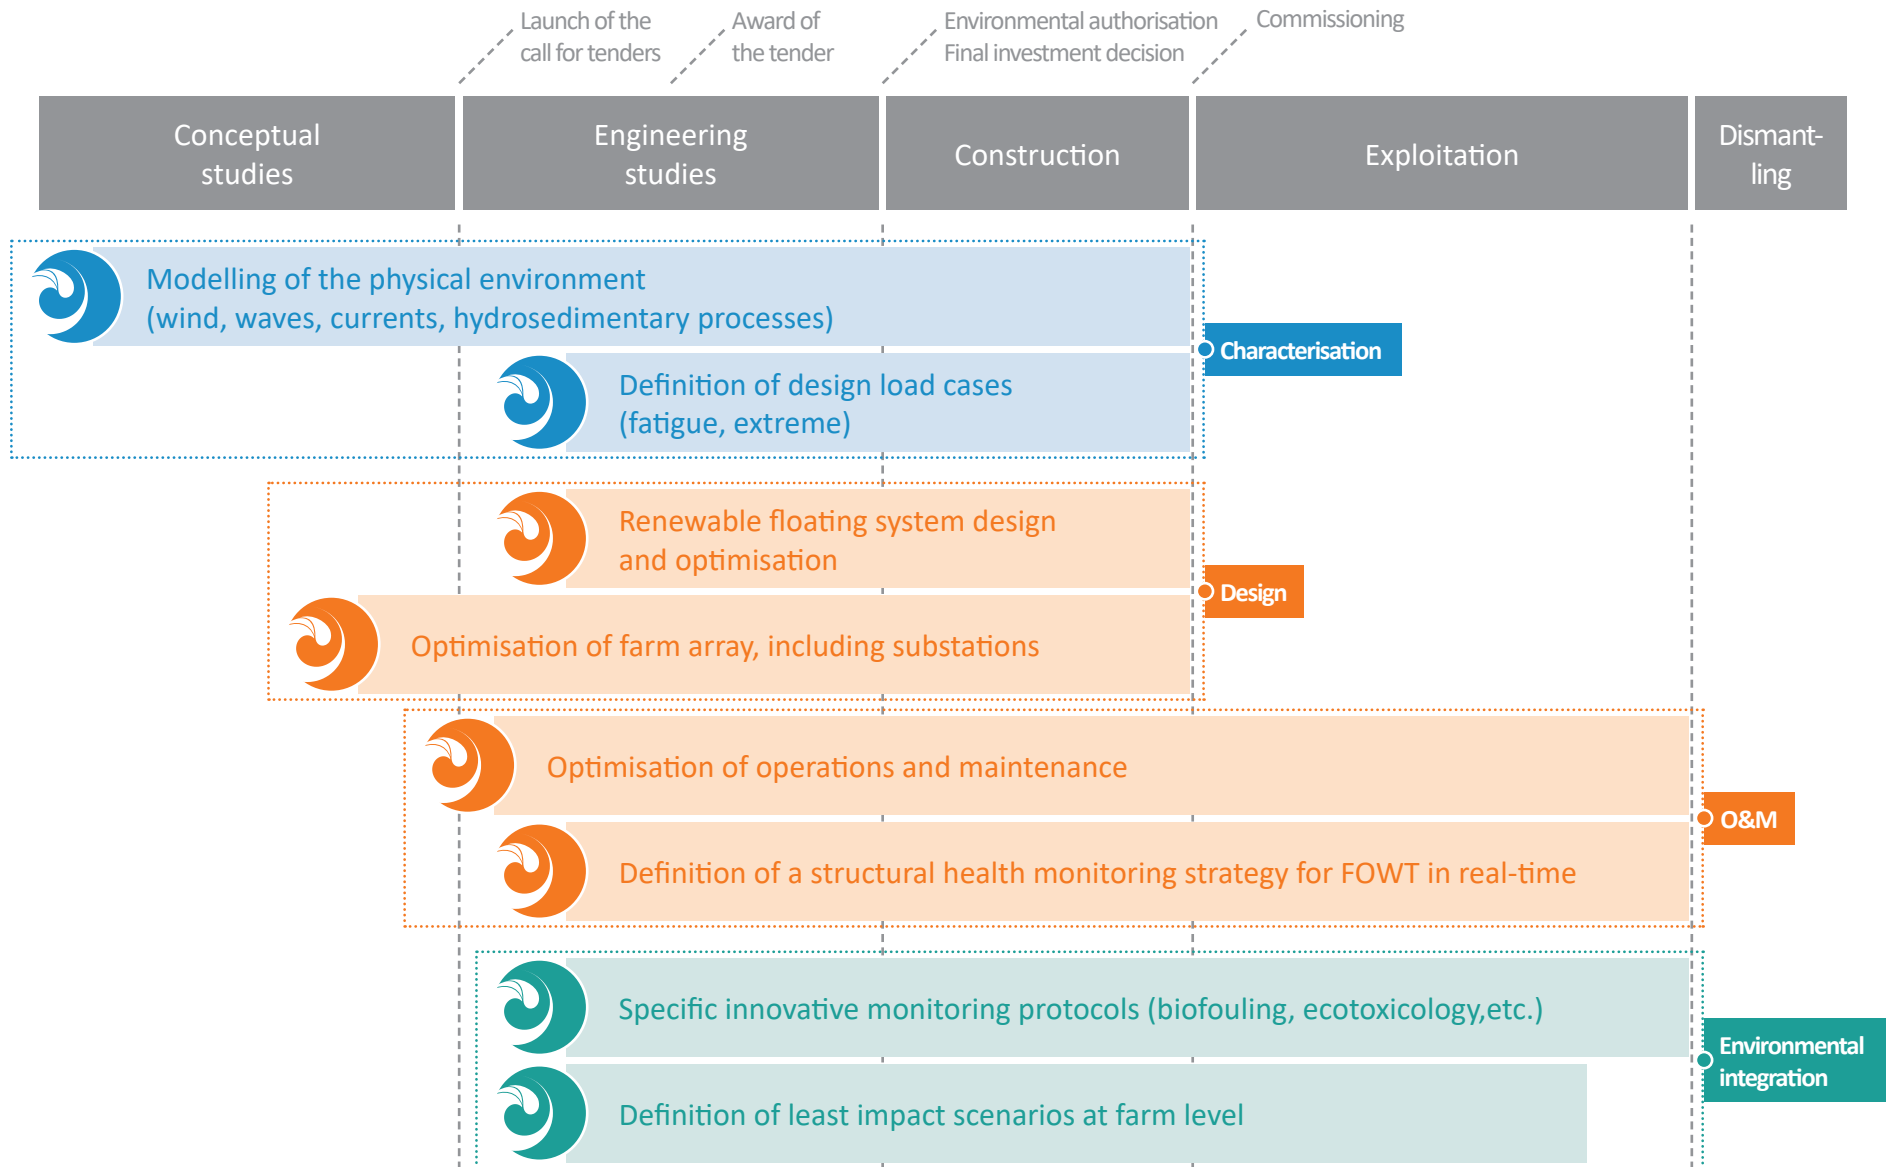 Launch of the
call for tenders
Award of
the tender
Environmental authorisation
Final investment decision
Commissioning
Conceptual
studies
Engineering
studies
Construction
Exploitation
Dismant-
ling
Modelling of the physical environment
(wind, waves, currents, hydrosedimentary processes)
Characterisation
Definition of design load cases
(fatigue, extreme)
Renewable floating system design
and optimisation
Design
Optimisation of farm array, including substations
Optimisation of operations and maintenance
O&M
Definition of a structural health monitoring strategy for FOWT in real-time
Specific innovative monitoring protocols (biofouling, ecotoxicology,etc.)
Environmental
integration
Definition of least impact scenarios at farm level